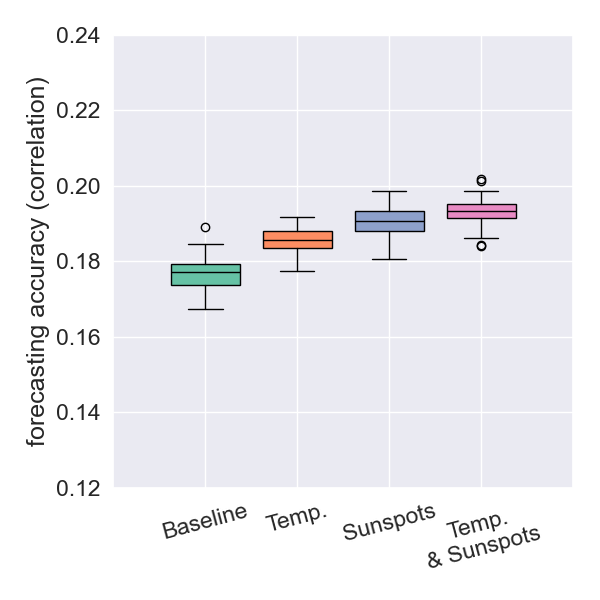 0.24
0.22
0.20
0.18
0.16
0.14
0.12
forecasting accuracy (correlation)
Baseline
Temp.
Sunspots
Temp.
& Sunspots